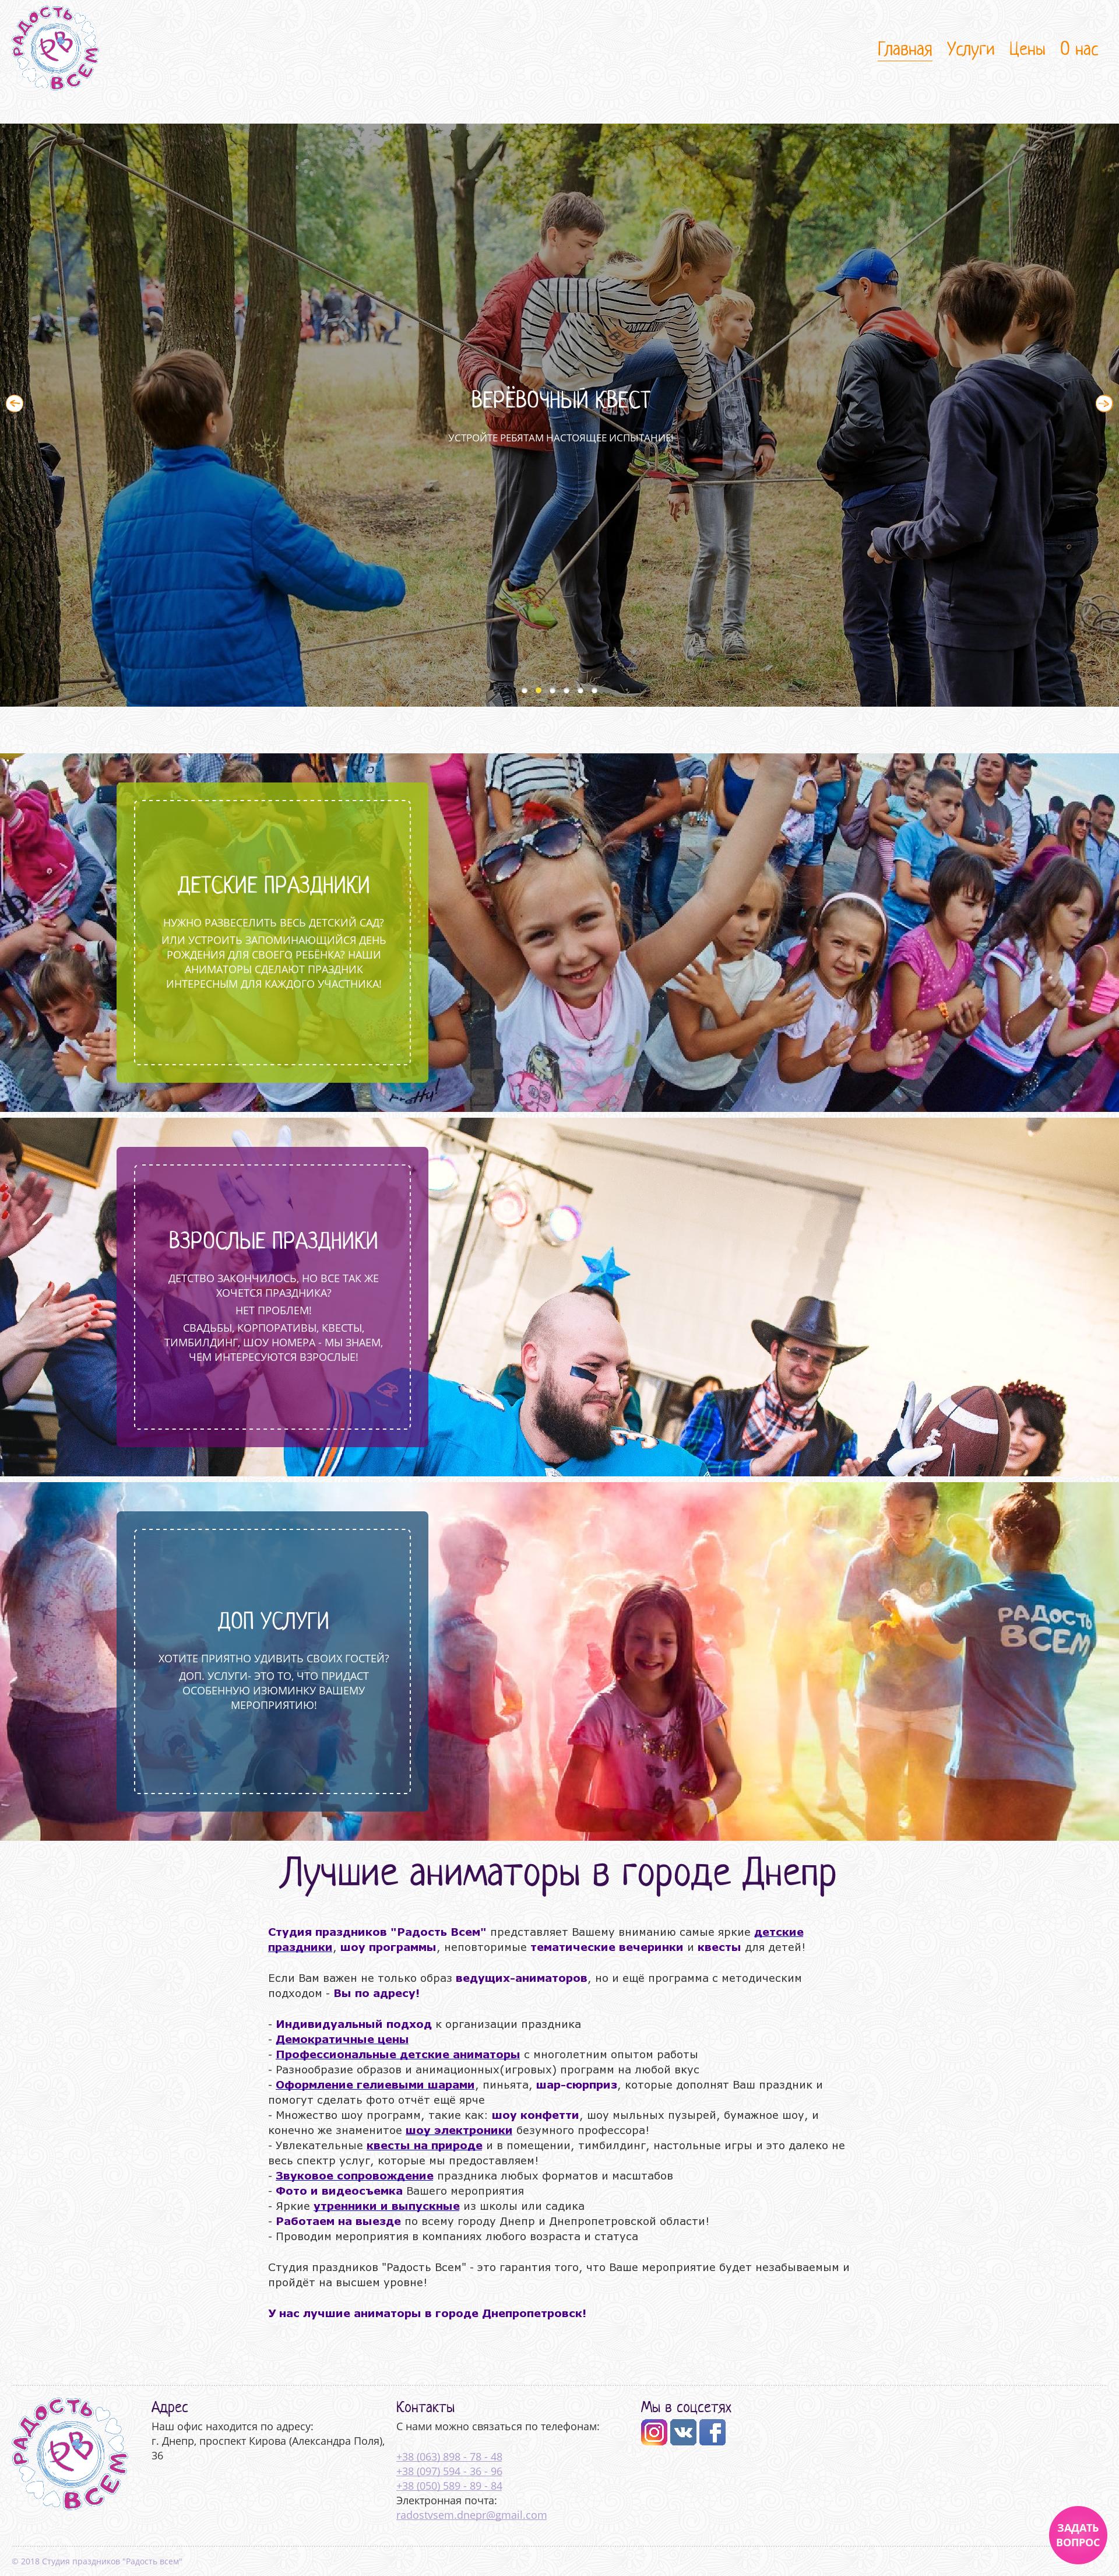 РАДОСТЬ
ВСЕМ
Главная Услуги Цены О нас
ВЕРЁВОЧНЫЙ КВЕСТ
УСТРОЙТЕ РЕБЯТАМ НАСТОЯЩЕЕ ИСПЫТАНИЕ!
ДЕТСКИЕ ПРАЗДНИКИ
НУЖНО РАЗВЕСЕЛИТЬ ВЕСЬ ДЕТСКИЙ САД?
ИЛИ УСТРОИТЬ ЗАПОМИНАЮЩИЙСЯ ДЕНЬ
РОЖДЕНИЯ ДЛЯ СВОЕГО РЕБЁНКА? НАШИ
АНИМАТОРЫ СДЕЛАЮТ ПРАЗДНИК
ИНТЕРЕСНЫМ ДЛЯ КАЖДОГО УЧАСТНИКА!
Pretty!
ВЗРОСЛЫЕ ПРАЗДНИКИ
ДЕТСТВО ЗАКОНЧИЛОСЬ, НО ВСЕ ТАК ЖЕ
ХОЧЕТСЯ ПРАЗДНИКА?
НЕТ ПРОБЛЕМ!
СВАДЬБЫ, КОРПОРАТИВЫ, КВЕСТЫ,
ТИМБИЛДИНГ, ШОУ НОМЕРА - МЫ ЗНАЕМ,
ЧЕМ ИНТЕРЕСУЮТСЯ ВЗРОСЛЫЕ!
ДОП УСЛУГИ
ХОТИТЕ ПРИЯТНО УДИВИТЬ СВОИХ ГОСТЕЙ?
ДОП. УСЛУГИ- ЭТО ТО, ЧТО ПРИДАСТ
ОСОБЕННУЮ ИЗЮМИНКУ ВАШЕМУ
МЕРОПРИЯТИЮ!
РАДОСТЬ
ВСЕМ
Лучшие аниматоры в городе Днепр
Студия праздников "Радость Всем" представляет Вашему вниманию самые яркие детские
праздники, шоу программы, неповторимые тематические вечеринки и квесты для детей!
Если Вам важен не только образ ведущих-аниматоров, но и ещё программа с методическим
подходом - Вы по адресу!
- Индивидуальный подход к организации праздника
- Демократичные цены
- Профессиональные детские аниматоры с многолетним опытом работы
- Разнообразие образов и анимационных(игровых) программ на любой вкус
- Оформление гелиевыми шарами, пиньята, шар-сюрприз, которые дополнят Ваш праздник и
помогут сделать фото отчёт ещё ярче
- Множество шоу программ, такие как: шоу конфетти, шоу мыльных пузырей, бумажное шоу, и
конечно же знаменитое шоу электроники безумного профессора!
- Увлекательные квесты на природе и в помещении, тимбилдинг, настольные игры и это далеко не
весь спектр услуг, которые мы предоставляем!
- Звуковое сопровождение праздника любых форматов и масштабов
- Фото и видеосъемка Вашего мероприятия
- Яркие утренники и выпускные из школы или садика
- Работаем на выезде по всему городу Днепр и Днепропетровской области!
- Проводим мероприятия в компаниях любого возраста и статуса
Студия праздников "Радость Всем" - это гарантия того, что Ваше мероприятие будет незабываемым и
пройдёт на высшем уровне!
У нас лучшие аниматоры в городе Днепропетровск!
РАДОСТЬ
ВСЕМ
Адрес
Наш офис находится по адресу:
г. Днепр, проспект Кирова (Александра Поля),
36
Контакты
С нами можно связаться по телефонам:
+38 (063) 898 - 78 - 48
+38 (097) 594 - 36 - 96
+38 (050) 589 - 89 - 84
Электронная почта:
radostvsem.dnepr@gmail.com
Мы в соцсетях
ЗАДАТЬ
ВОПРОС
© 2018 Студия праздников "Радость всем"